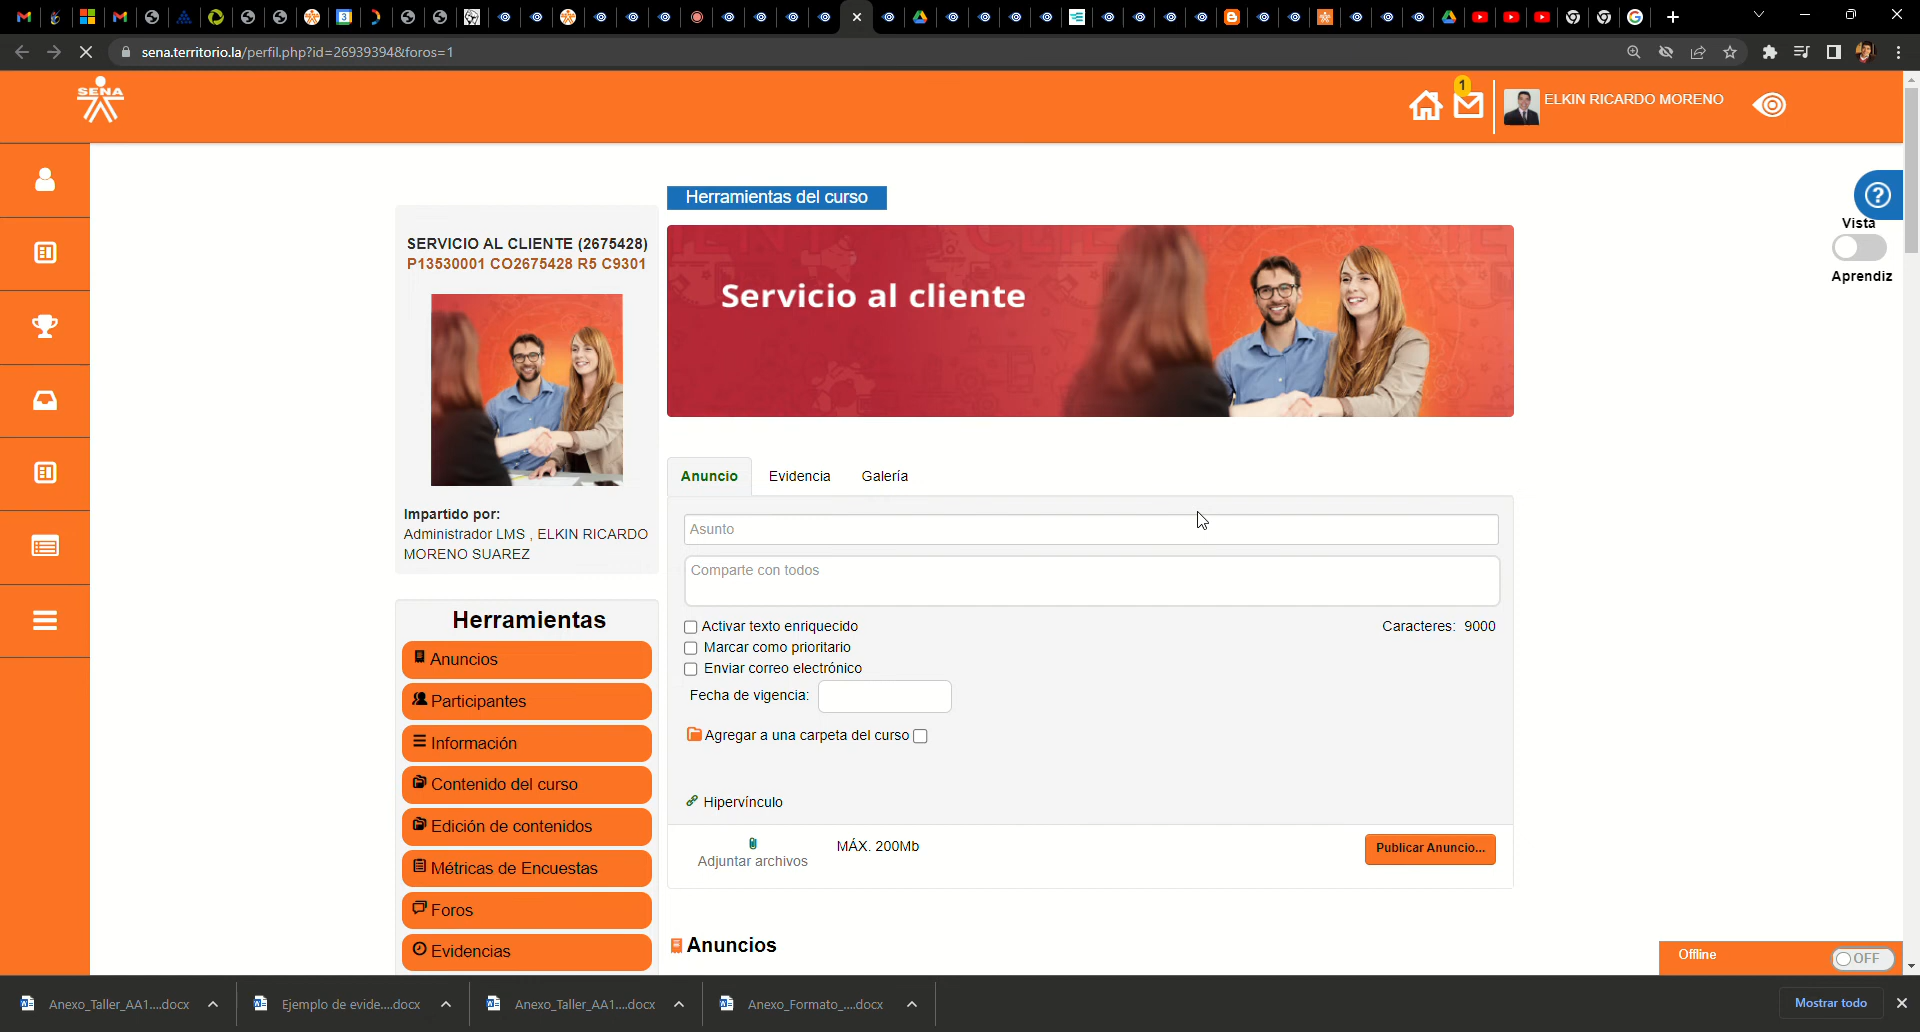 sena.territorio.la/perfil.php?id=26939394&foros=1
SENA
1
ELKIN RICARDO MORENO
Herramientas del curso
Vista
Aprendiz
SERVICIO AL CLIENTE (2675428)
P13530001 CO2675428 R5 C9301
Servicio al cliente
Impartido por:
Administrador LMS , ELKIN RICARDO
MORENO SUAREZ
Anuncio Evidencia Galería
Asunto
Comparte con todos
Activar texto enriquecido
Caracteres: 9000
Marcar como prioritario
Enviar correo electrónico
Fecha de vigencia:
Agregar a una carpeta del curso
Hipervínculo
Adjuntar archivos
MÁX. 200Mb
Publicar Anuncio...
Herramientas
Anuncios
Participantes
Información
Contenido del curso
Edición de contenidos
Métricas de Encuestas
Foros
Evidencias
Anuncios
Offline
OFF
Anexo_Taller_AA1....docx
Ejemplo de evide....docx
Anexo_Taller_AA1....docx
Anexo_Formato_....docx
Mostrar todo